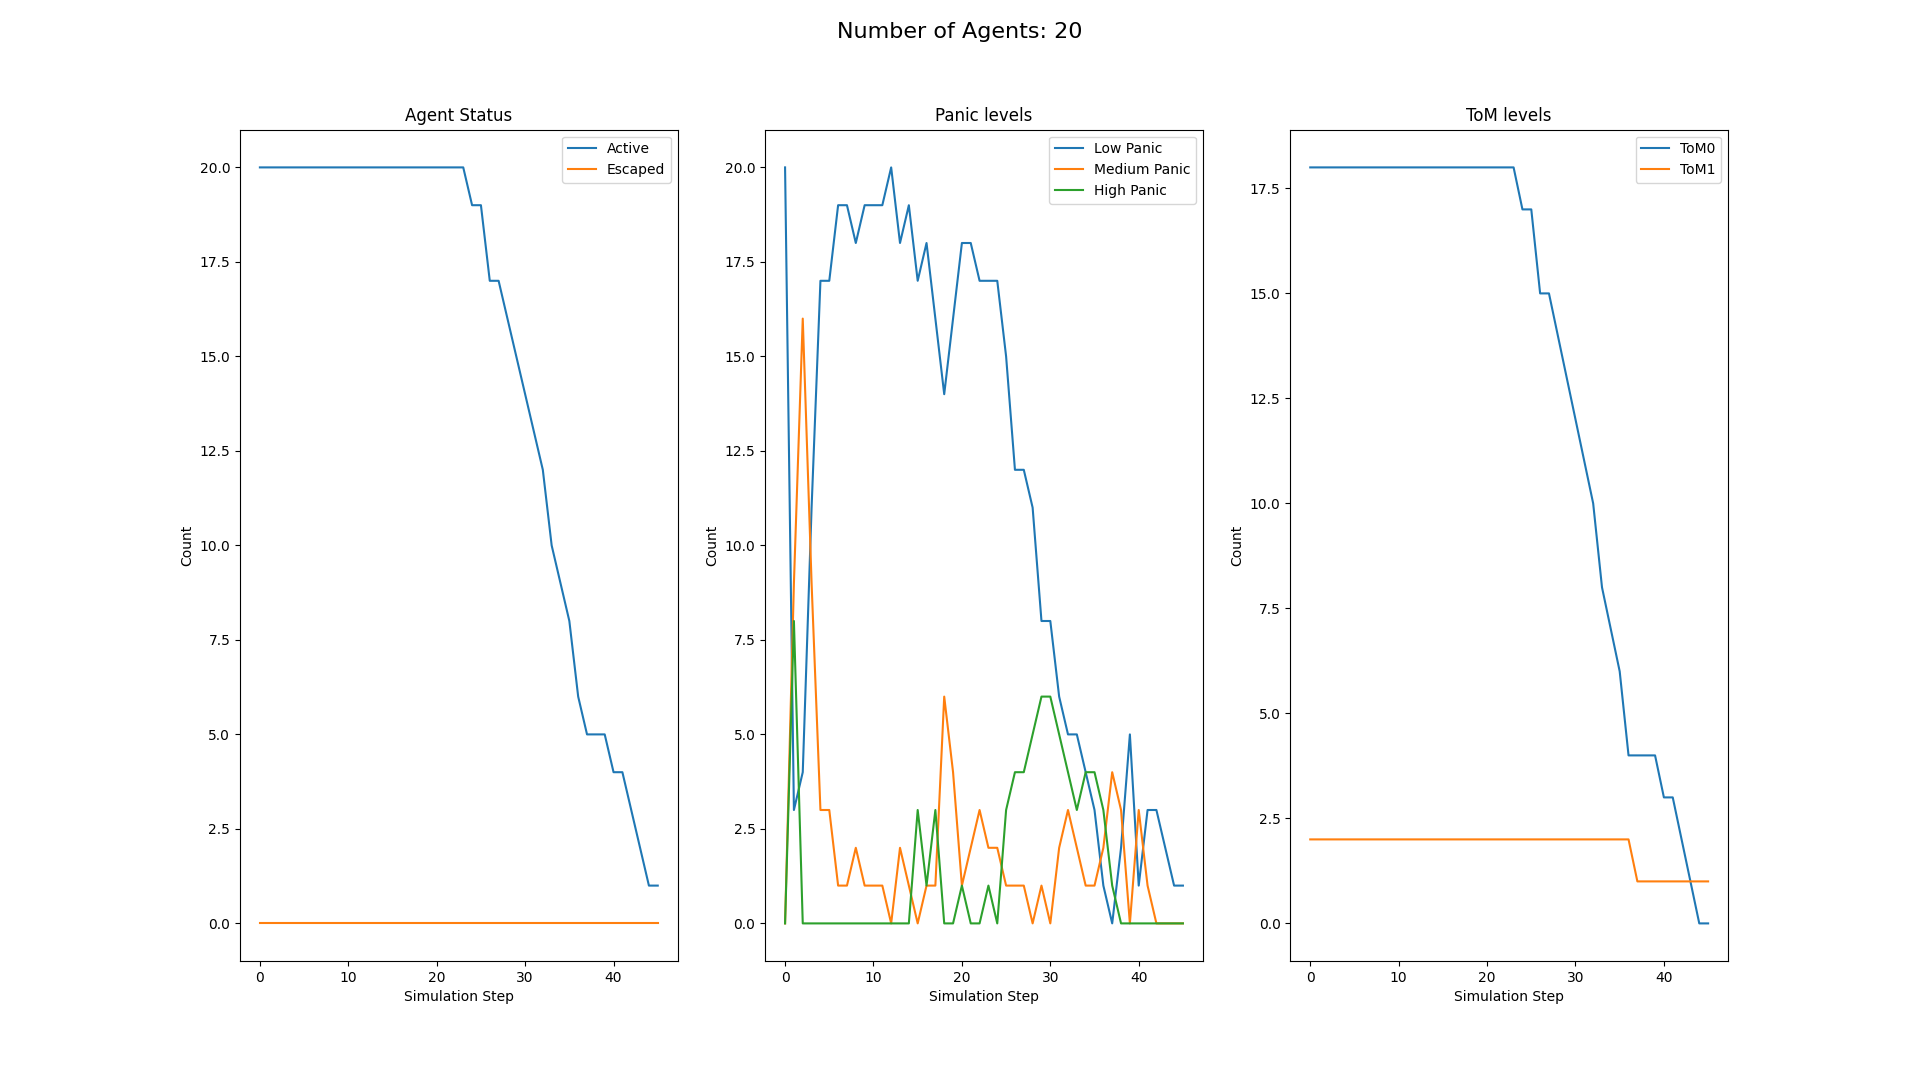 Number of Agents: 20
Agent Status
Active
Escaped
20.0
17.5
15.0
12.5
10.0
7.5
5.0
2.5
0.0
Count
0 10 20 30 40
Simulation Step
Panic levels
Low Panic
Medium Panic
High Panic
20.0
17.5
15.0
12.5
10.0
7.5
5.0
2.5
0.0
Count
0 10 20 30 40
Simulation Step
ToM levels
ToM0
ToM1
17.5
15.0
12.5
10.0
7.5
5.0
2.5
0.0
Count
0 10 20 30 40
Simulation Step